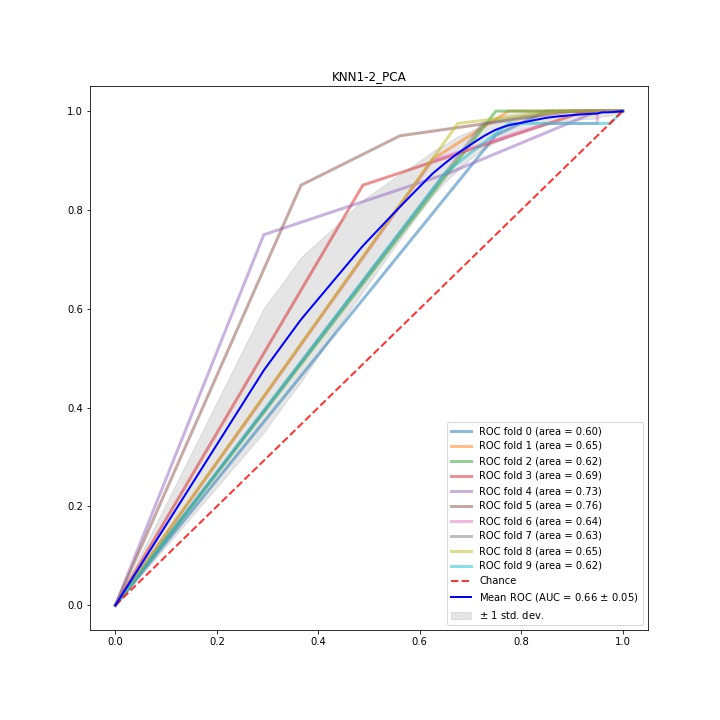 KNN1-2_PCA
1.0
0.8
0.6
0.4
0.2
0.0
ROC fold 0 (area = 0.60)
ROC fold 1 (area = 0.65)
ROC fold 2 (area = 0.62)
ROC fold 3 (area = 0.69)
ROC fold 4 (area = 0.73)
ROC fold 5 (area = 0.76)
ROC fold 6 (area = 0.64)
ROC fold 7 (area = 0.63)
ROC fold 8 (area = 0.65)
ROC fold 9 (area = 0.62)
Chance
Mean ROC (AUC = 0.66 ± 0.05)
± 1 std. dev.
0.0 0.2 0.4 0.6 0.8 1.0